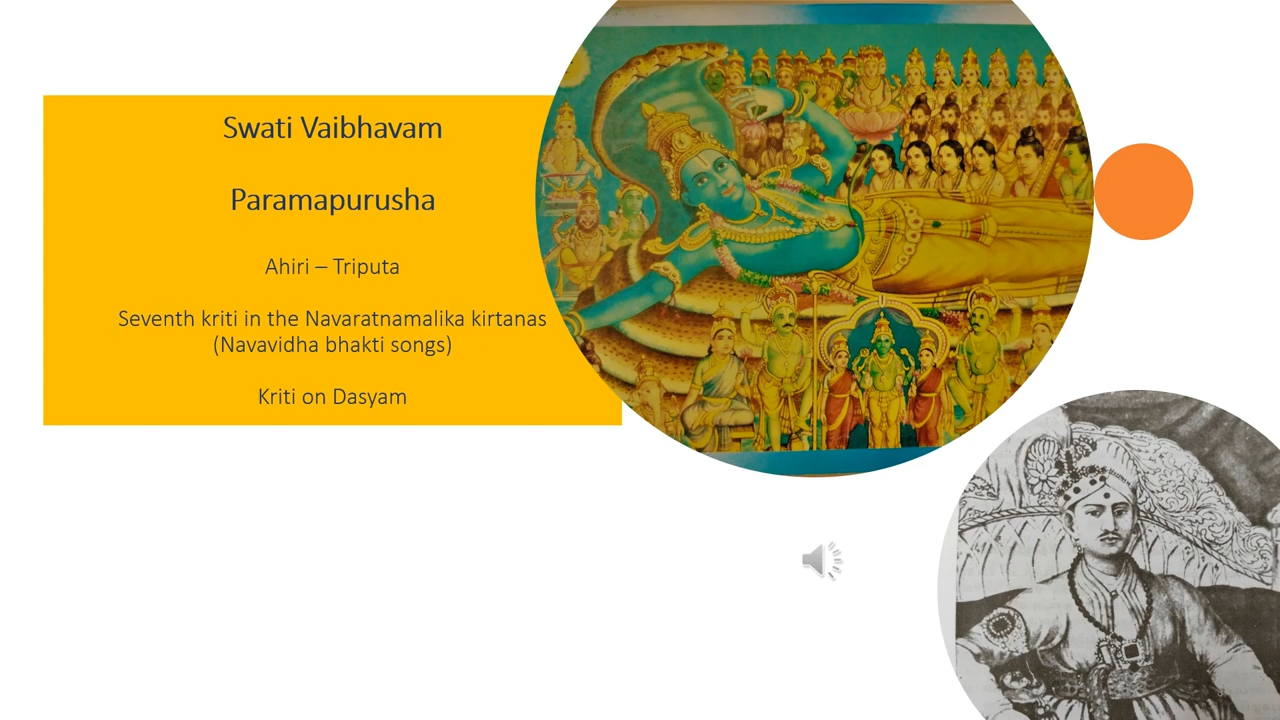 Swati Vaibhavam
Paramapurusha
Ahiri – Triputa
Seventh kriti in the Navaratnamalika kirtanas
(Navavidha bhakti songs)
Kriti on Dasyam